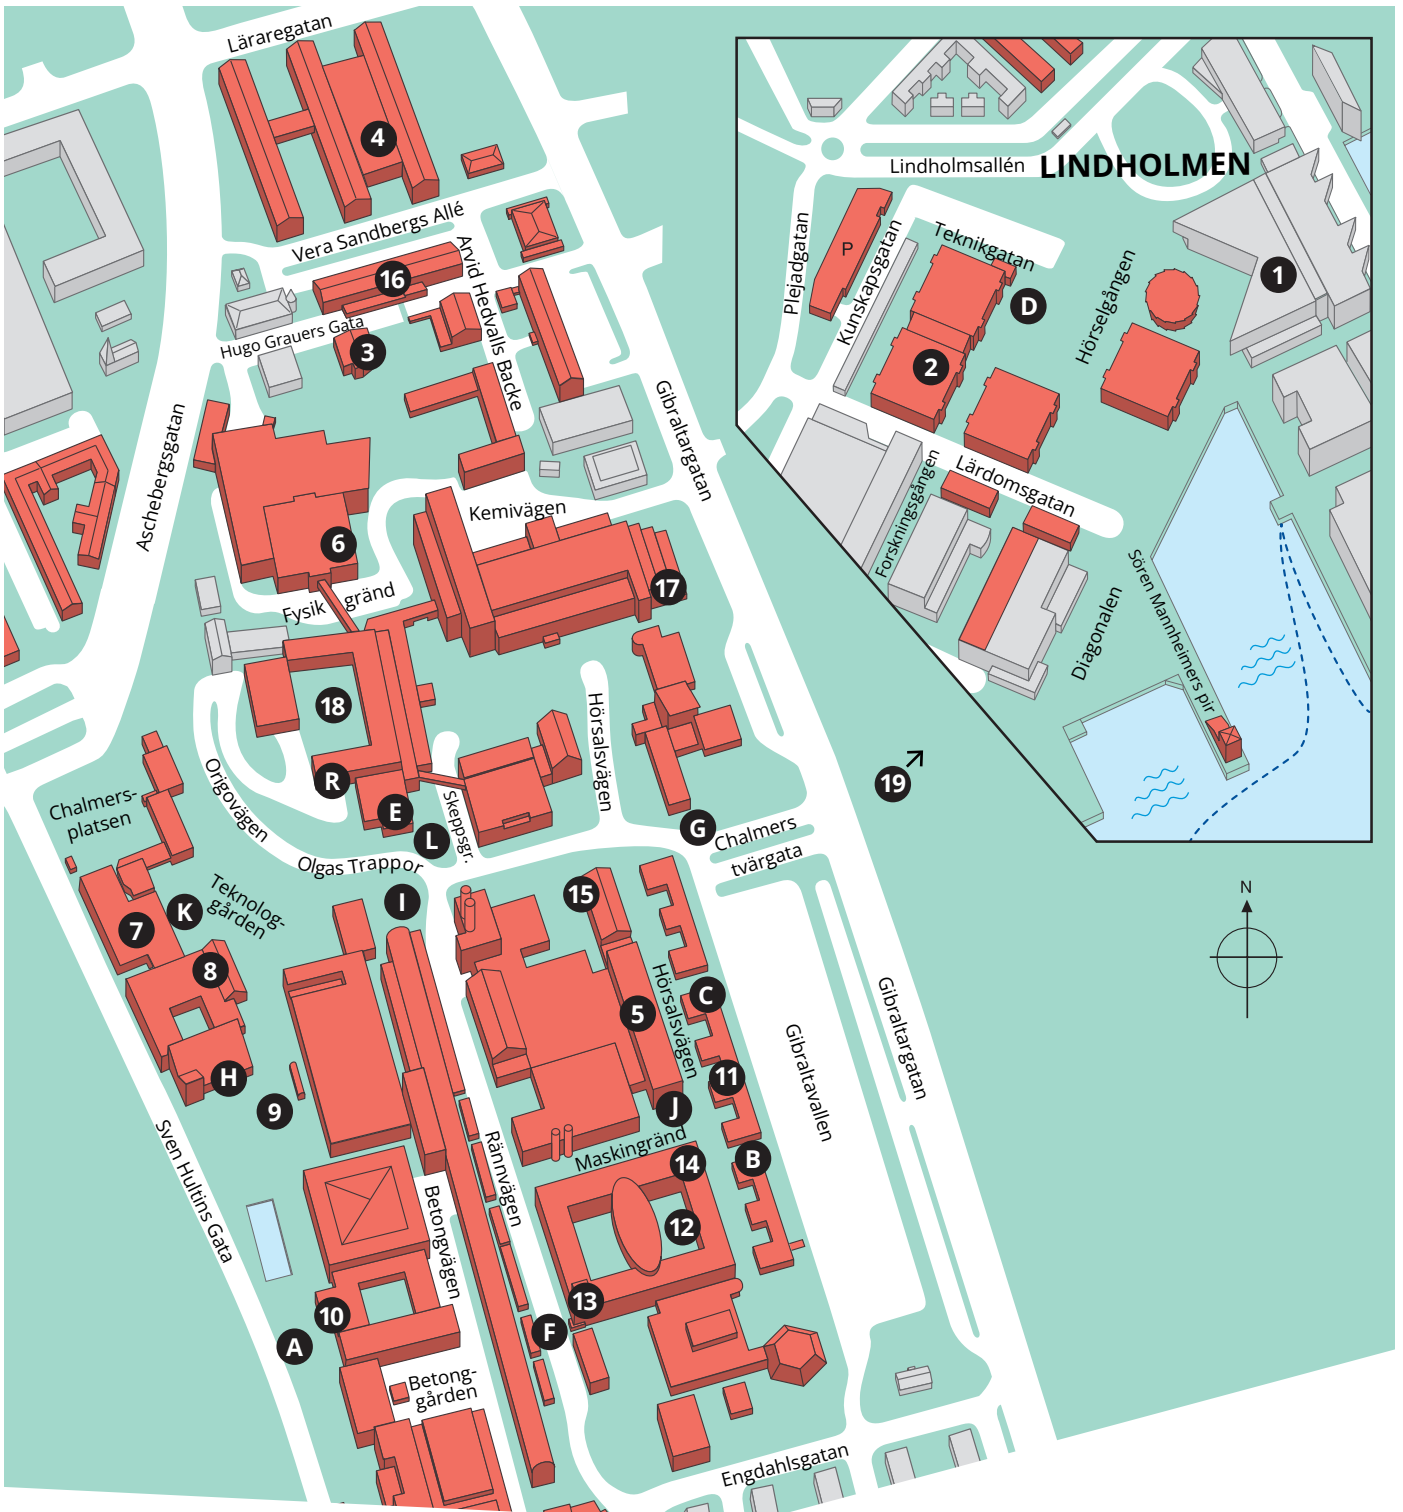 Läraregatan
4
Vera Sandbergs Allé
16
Hugo Grauers Gata
3
Arvid Hedvalls Backe
Gibraltargatan
Aschebergsgatan
Kemivägen
6
17
Fysikgränd
18
R
E
L
Origovägen
Skeppsgr.
Hörsalsvägen
G
Chalmers
tvärgata
Chalmers-
platsen
Olgas Trappor
Teknolog-
gården
K
7
8
I
15
H
9
5
Hörsalsvägen
C
11
J
Gibraltavallen
Gibraltargatan
Sven Hultins Gata
Rännvägen
Maskingränd
14
B
12
Betongvägen
13
10
F
A
Betong-
gården
Engdahlsgatan
LINDHOLMEN
Lindholmsallén
Plejadgatan
P
Kunskapsgatan
Teknikgatan
D
Hörselgången
1
2
Lärdomsgatan
Forskningsgången
Diagonalen
Sören Mannheimers pir
19
N